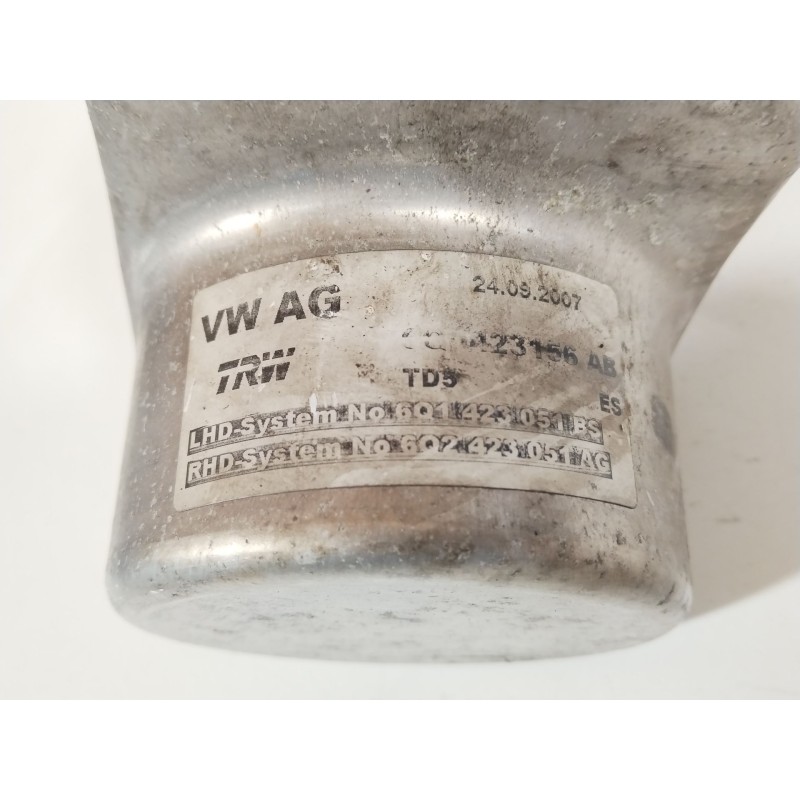 VW AG 24.09.2007
TRW 423156 AB
TD5
ES
LHD-System No 6Q1 423 051 BS
RHD-System No 6Q2 423 051 AG